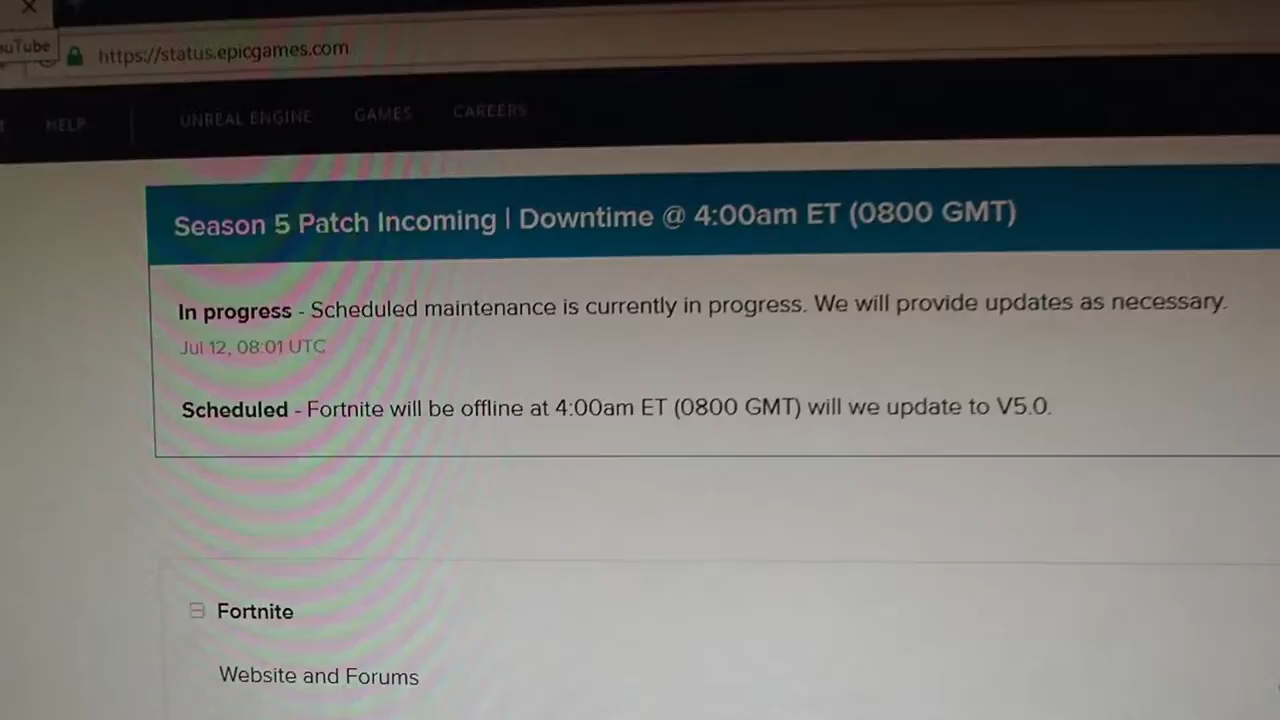 ouTube
https://status.epicgames.com
HELP
UNREAL ENGINE
GAMES
CAREERS
Season 5 Patch Incoming | Downtime @ 4:00am ET (0800 GMT)
In progress - Scheduled maintenance is currently in progress. We will provide updates as necessary.
Jul 12, 08:01 UTC
Scheduled - Fortnite will be offline at 4:00am ET (0800 GMT) will we update to V5.0.
Fortnite
Website and Forums